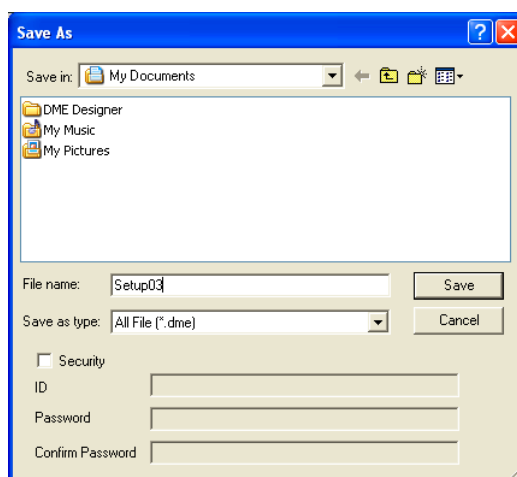 Save As
Save in: My Documents
DME Designer
My Music
My Pictures
File name: Setup03 Save
Save as type: All File (*.dme) Cancel
Security
ID
Password
Confirm Password